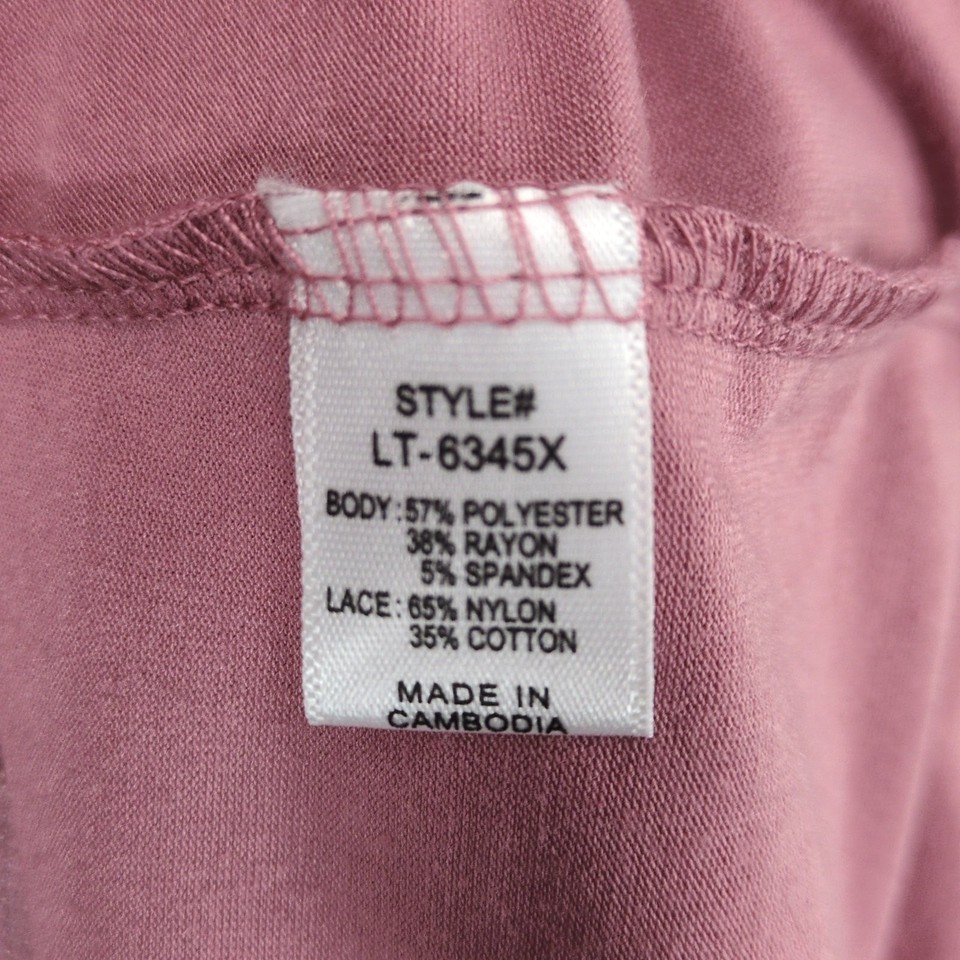 STYLE#
LT-6345X
BODY: 57% POLYESTER
38% RAYON
5% SPANDEX
LACE: 65% NYLON
35% COTTON
MADE IN
CAMBODIA